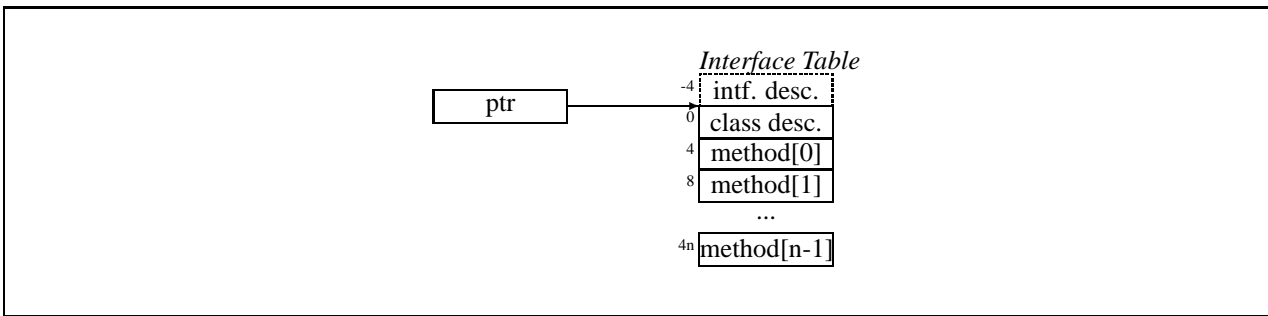 Interface Table
-4 intf. desc.
ptr
0 class desc.
4 method[0]
8 method[1]
...
4n method[n-1]